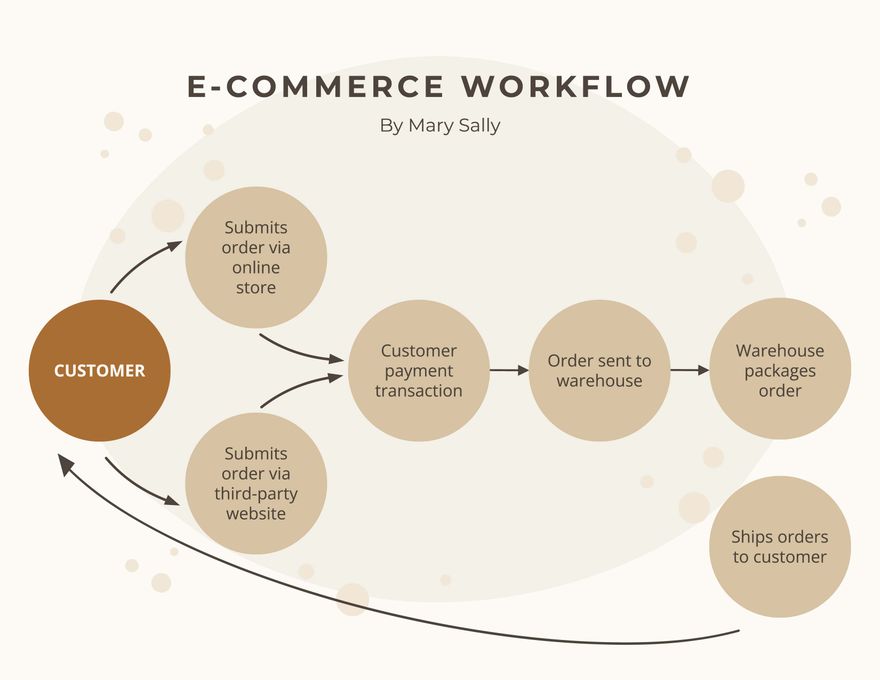 E-COMMERCE WORKFLOW
By Mary Sally
CUSTOMER
Submits
order via
online
store
Submits
order via
third-party
website
Customer
payment
transaction
Order sent to
warehouse
Warehouse
packages
order
Ships orders
to customer